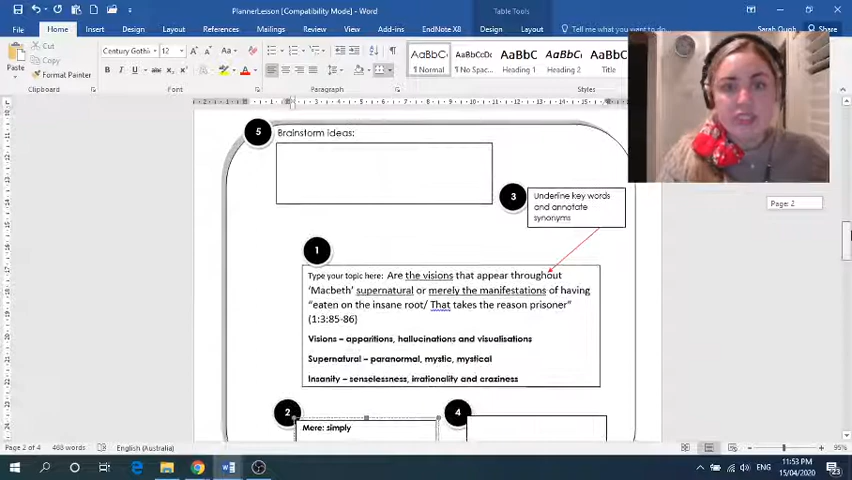 PlannerLesson [Compatibility Mode] - Word
Table Tools
File Home Insert Draw Design Layout References Mailings Review View Add-ins EndNote X8 Design Layout Tell me what you want to do Share
Cut
Copy
Format Painter
Paste
Century Gothi 12
AaBbC AaBbCcDc AaBbC AaBbCc AaBbC
¶ Normal ¶ No Spac... Heading 1 Heading 2 Title
Clipboard Font Paragraph
Page: 2
5 Brainstorm ideas:
3 Underline key words
and annotate
synonyms
1
Type your topic here: Are the visions that appear throughout
‘Macbeth’ supernatural or merely the manifestations of having
“eaten on the insane root/ That takes the reason prisoner”
(1:3:85-86)
Visions – apparitions, hallucinations and visualisations
Supernatural – paranormal, mystic, mystical
Insanity – senselessness, irrationality and craziness
2 4
Mere: simply
Page 2 of 4 468 words English (Australia) 95%
ENG 11:53 PM
15/04/2020
23